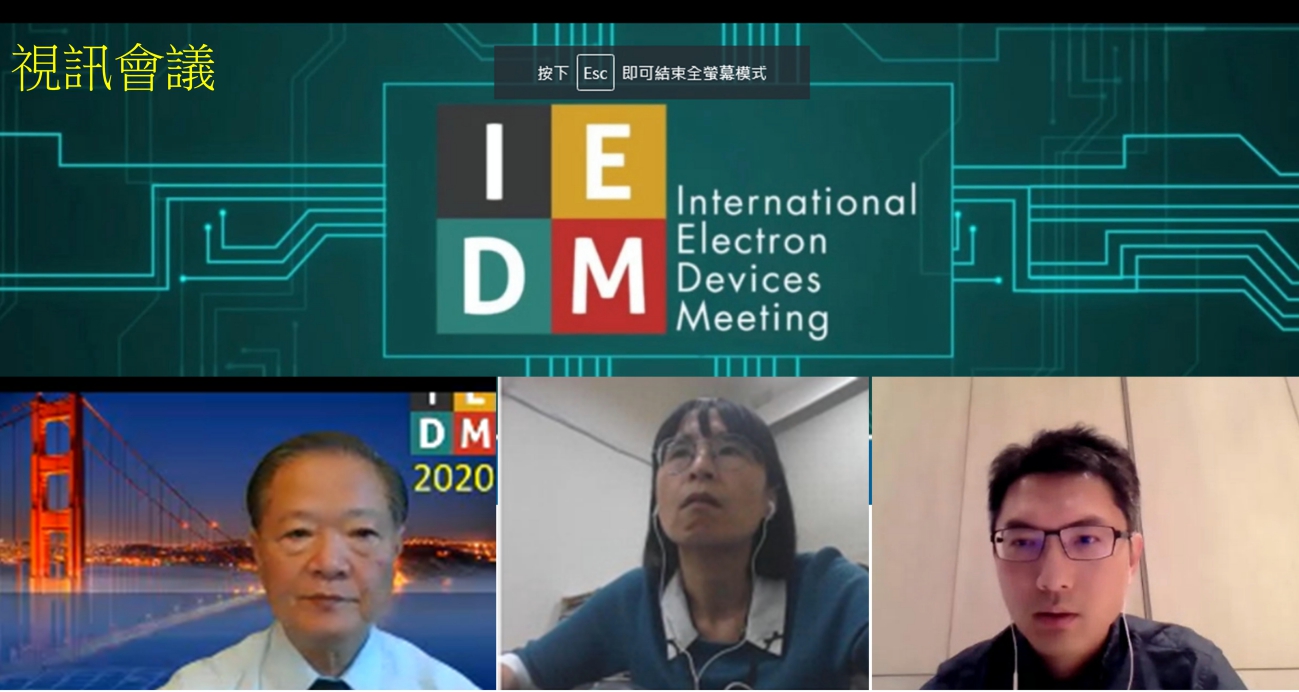 視訊會議
按下 Esc 即可結束全螢幕模式
I E
D M
International
Electron
Devices
Meeting
I E
D M
2020